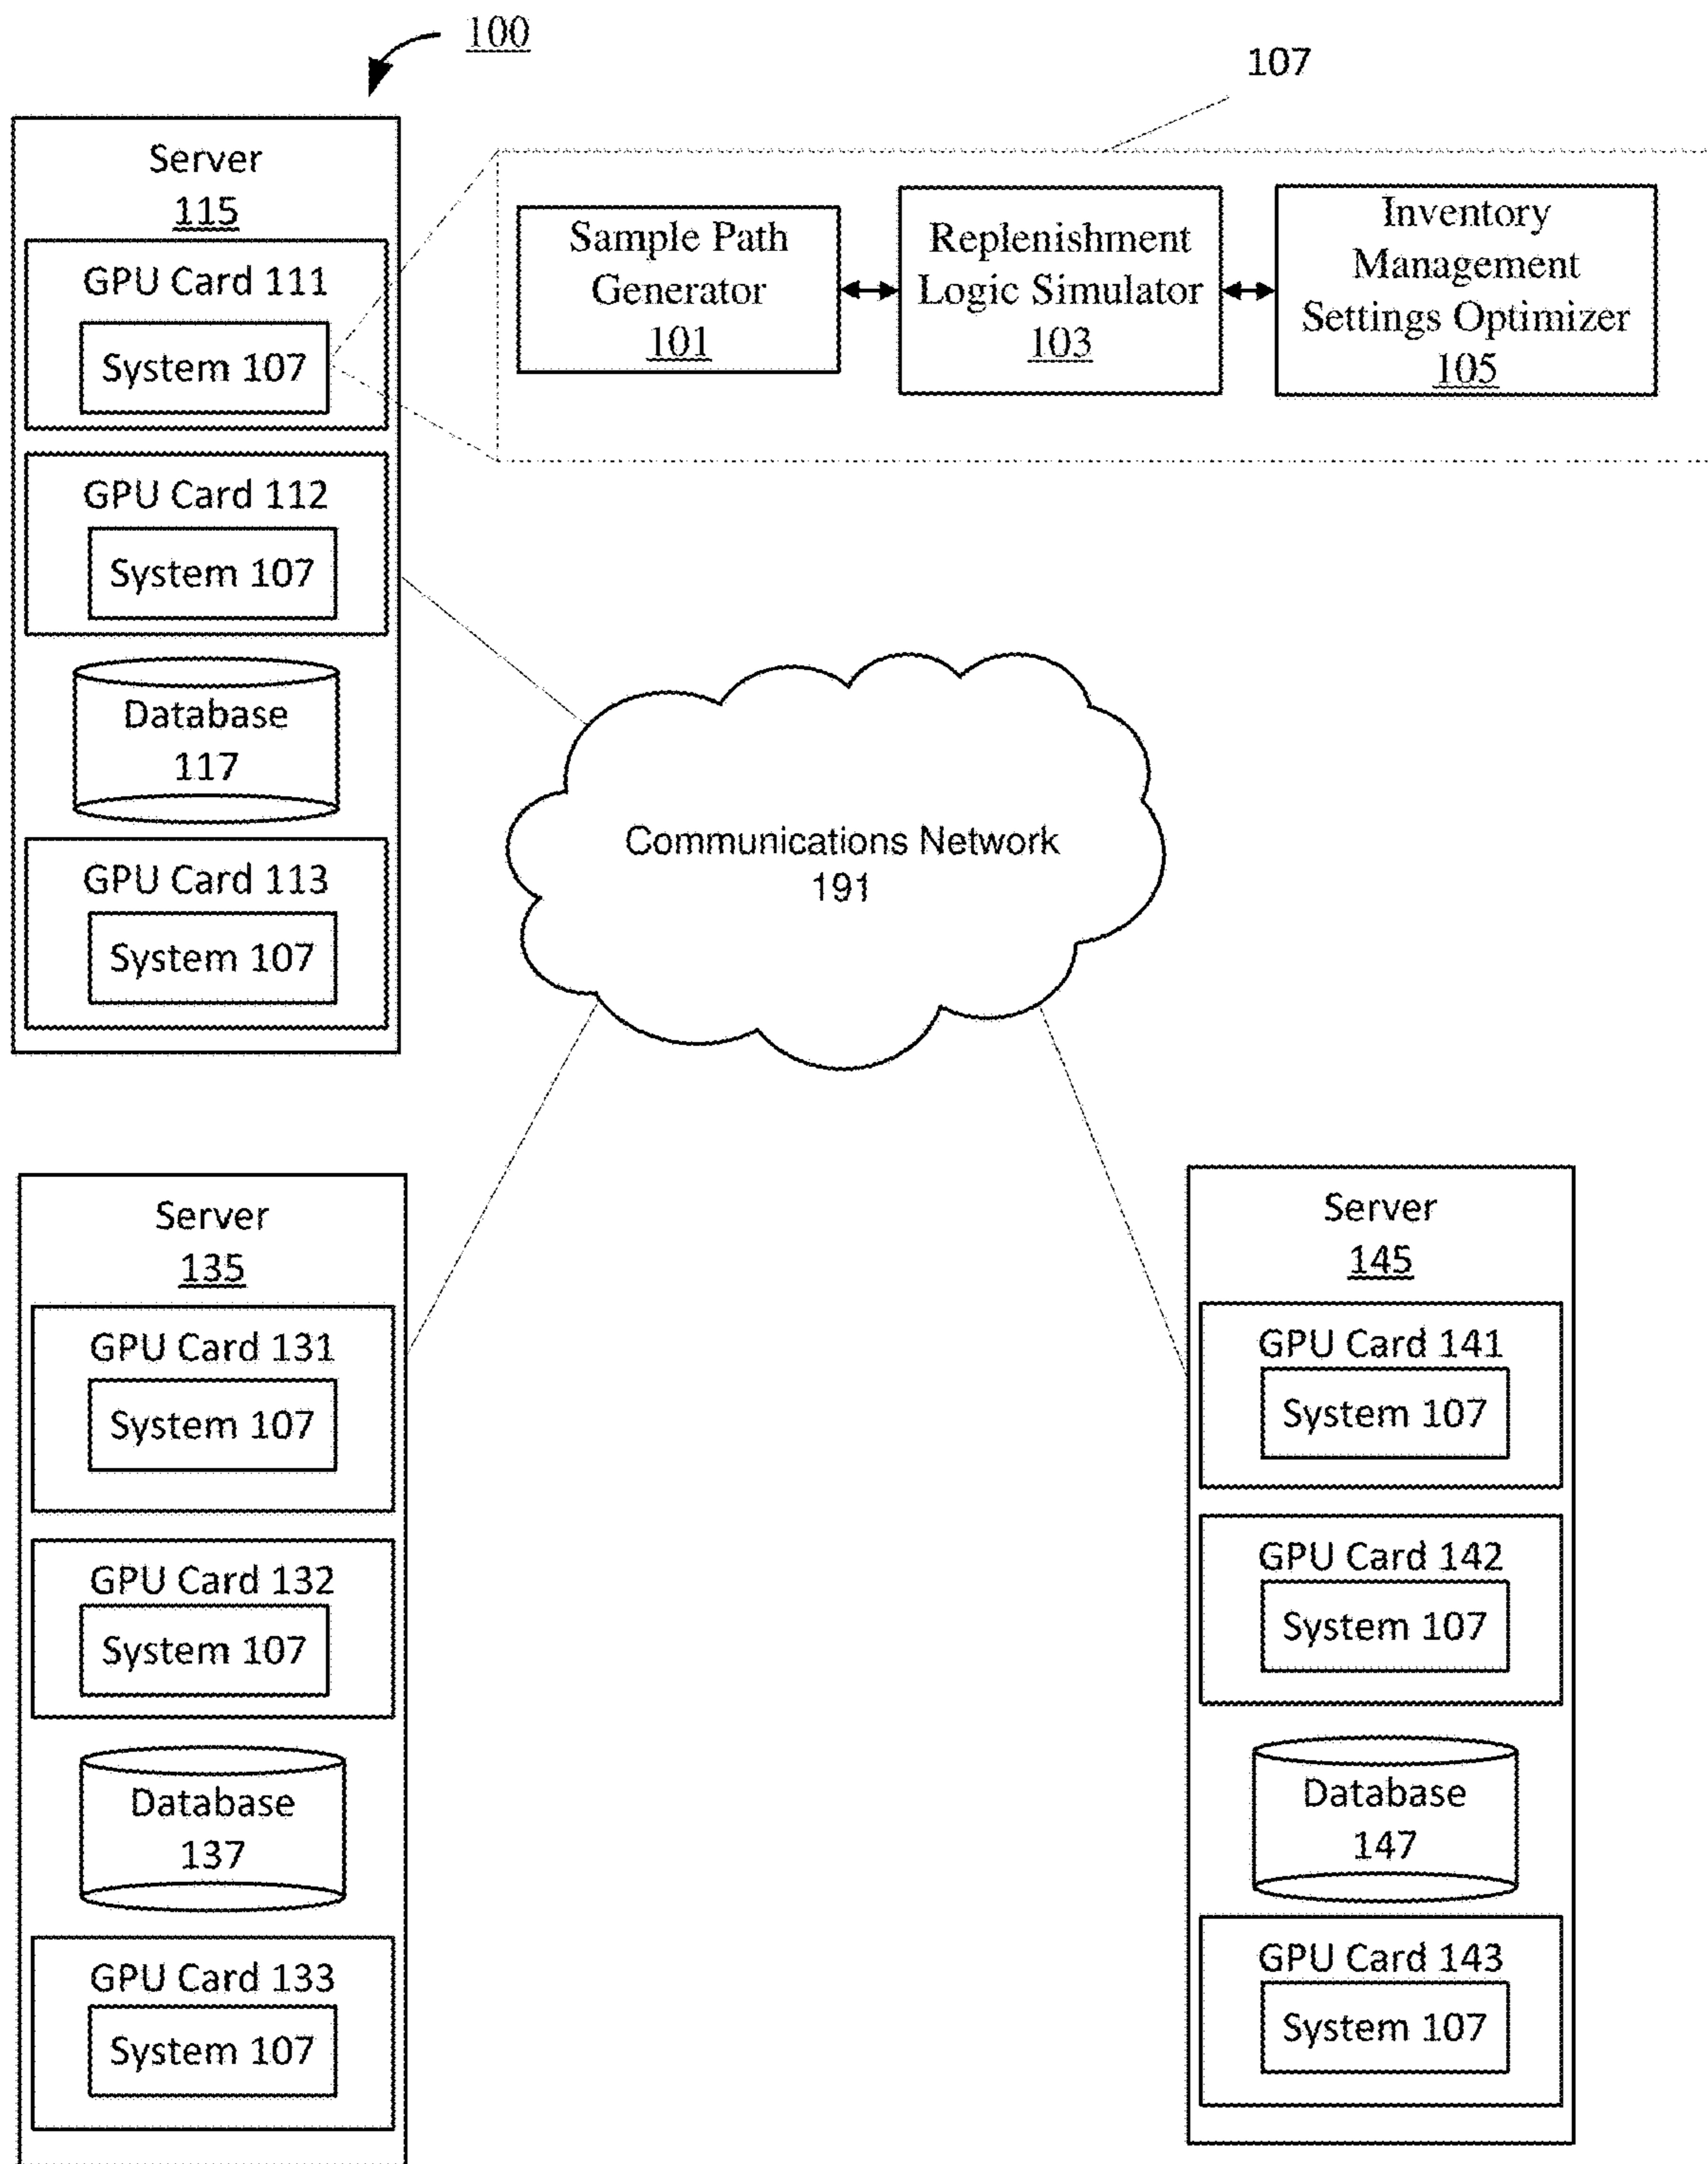 100
107
Server
115
GPU Card 111
System 107
Sample Path
Generator
101
Replenishment
Logic Simulator
103
Inventory
Management
Settings Optimizer
105
GPU Card 112
System 107
Database
117
GPU Card 113
System 107
Communications Network
191
Server
135
GPU Card 131
System 107
GPU Card 132
System 107
Database
137
GPU Card 133
System 107
Server
145
GPU Card 141
System 107
GPU Card 142
System 107
Database
147
GPU Card 143
System 107